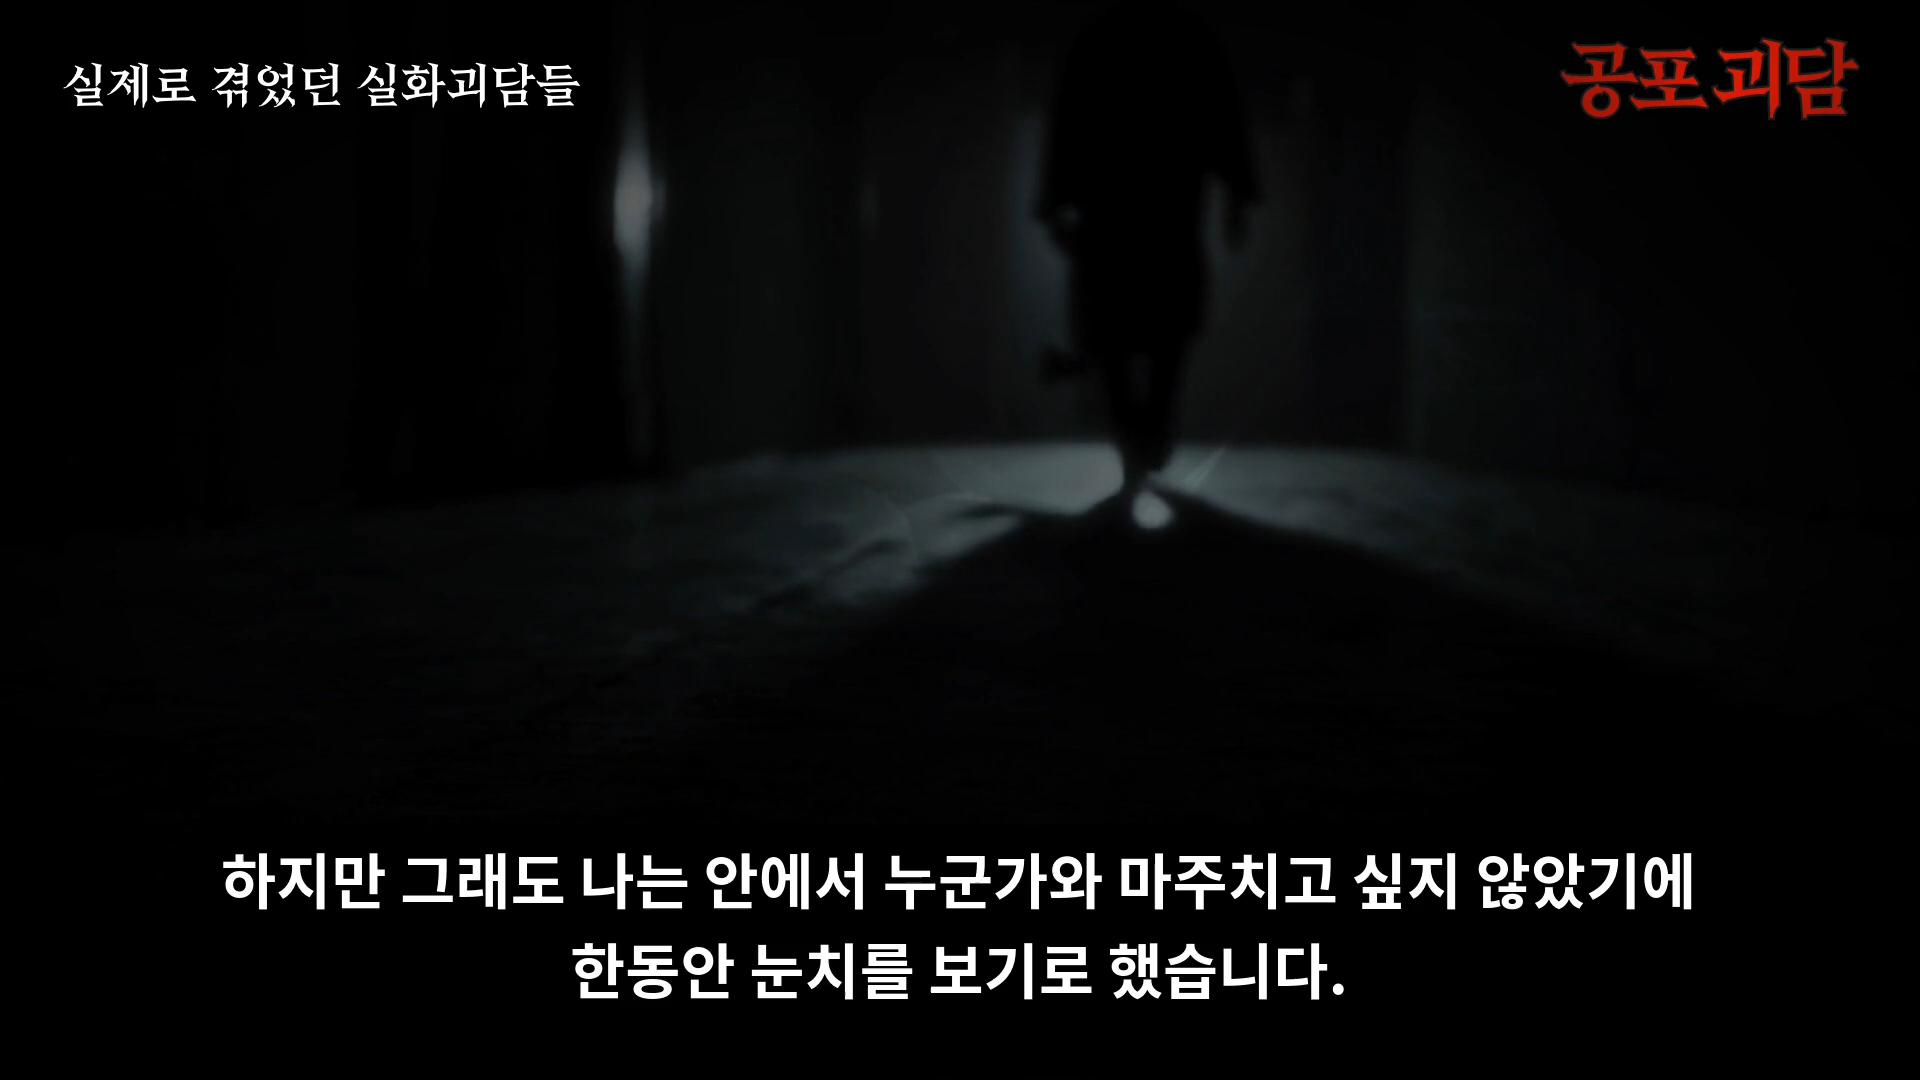 실제로 겪었던 실화괴담들
공포괴담
하지만 그래도 나는 안에서 누군가와 마주치고 싶지 않았기에
한동안 눈치를 보기로 했습니다.